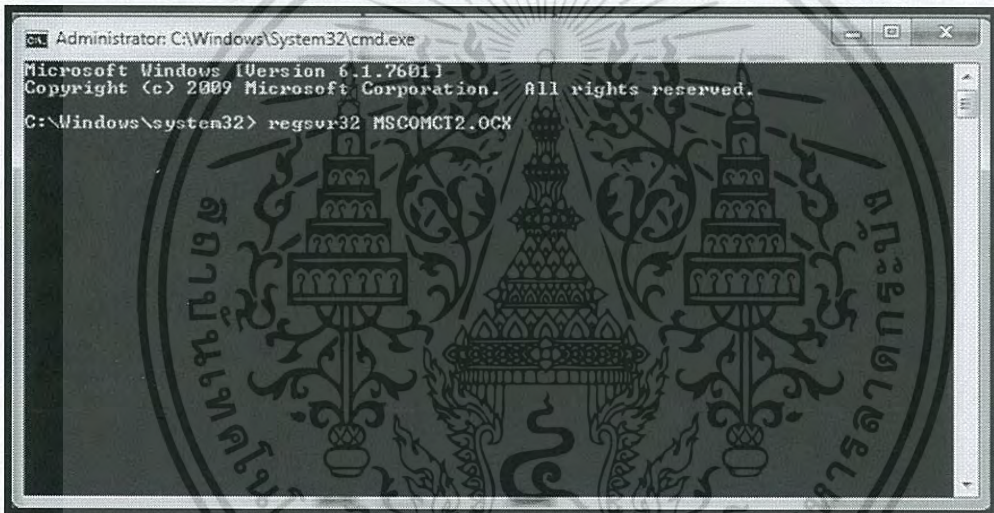 Administrator: C:\Windows\System32\cmd.exe
Microsoft Windows [Version 6.1.7601]
Copyright (c) 2009 Microsoft Corporation. All rights reserved.
C:\Windows\system32> regsvr32 MSCOMCT2.OCX